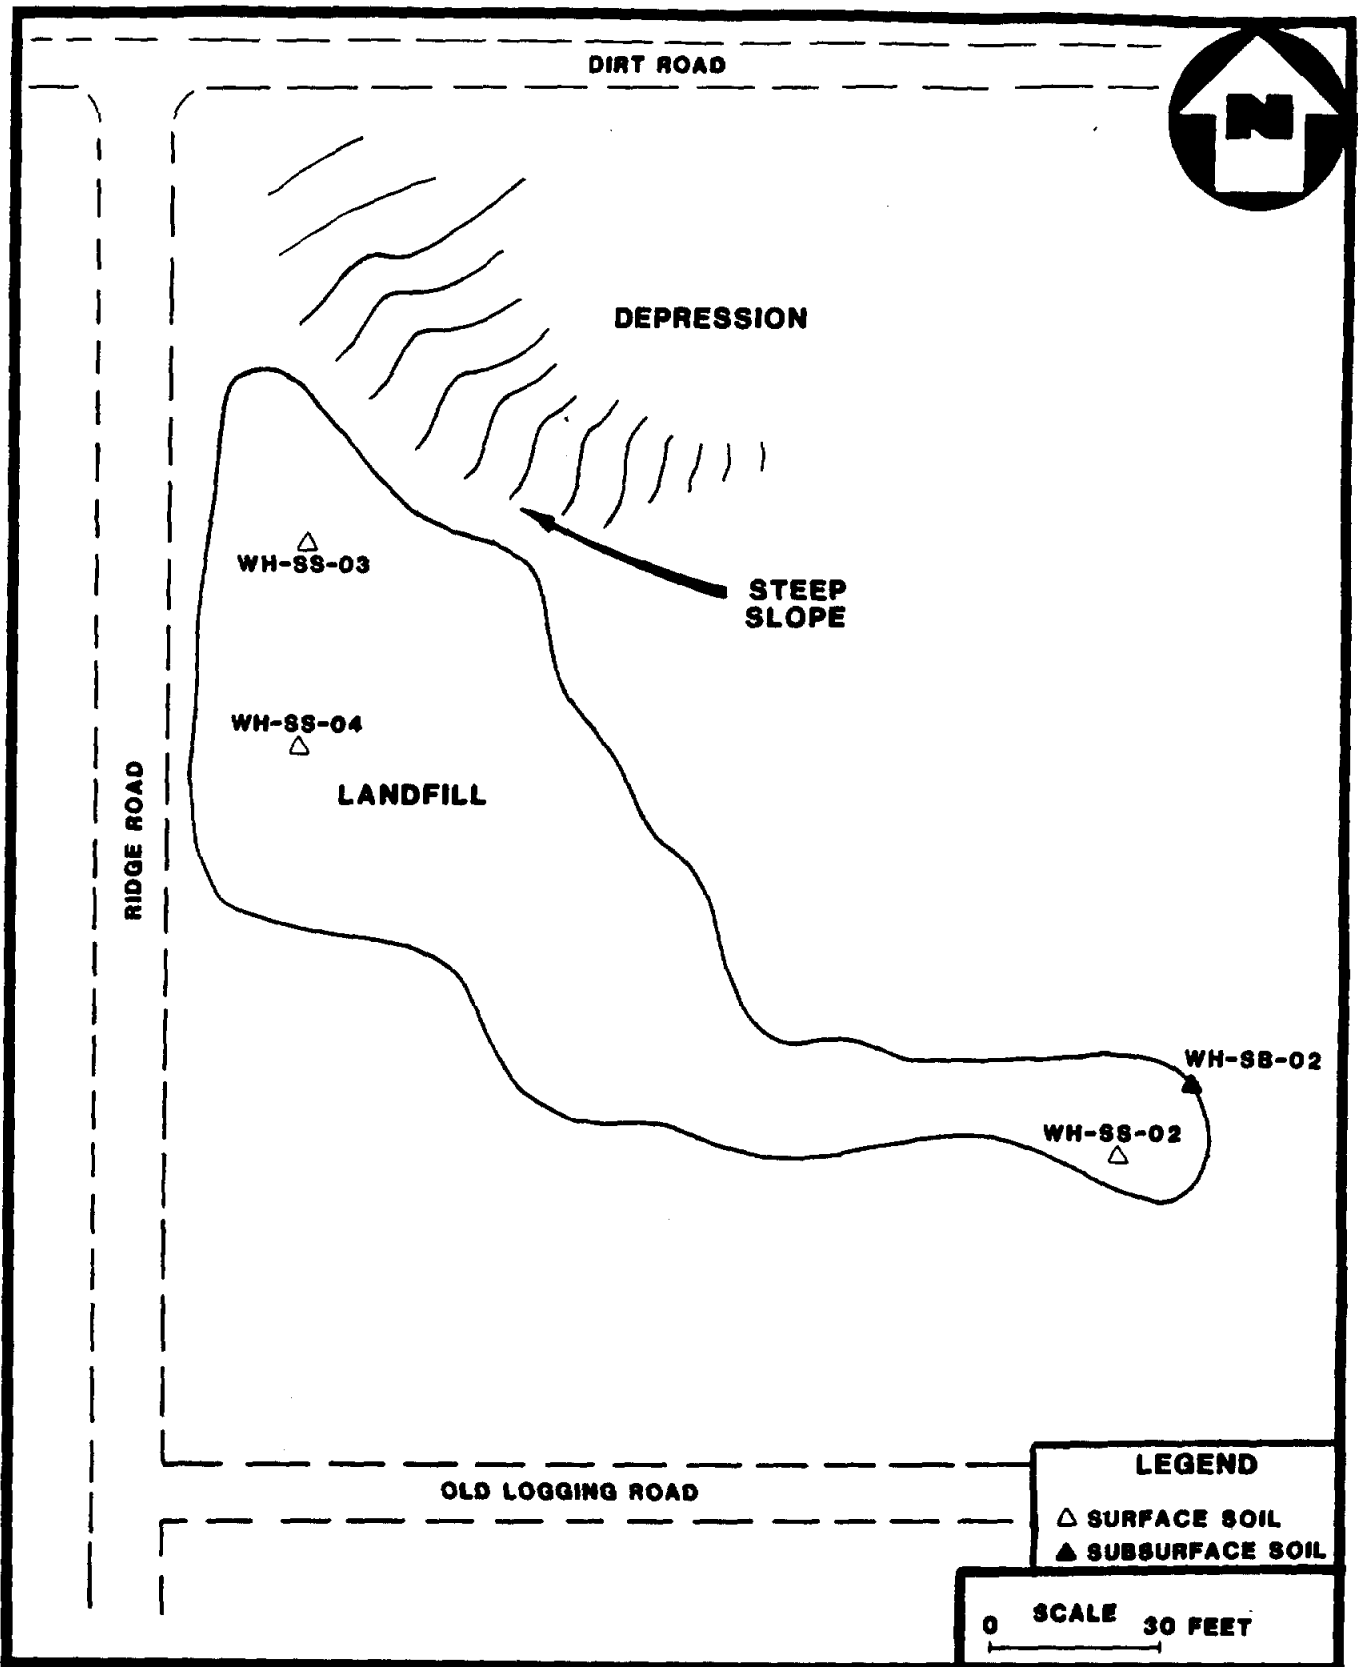 DIRT ROAD
N
DEPRESSION
WH-SS-03
STEEP
SLOPE
WH-SS-04
LANDFILL
RIDGE ROAD
WH-SB-02
WH-SS-02
OLD LOGGING ROAD
LEGEND
SURFACE SOIL
SUBSURFACE SOIL
SCALE
0 30 FEET